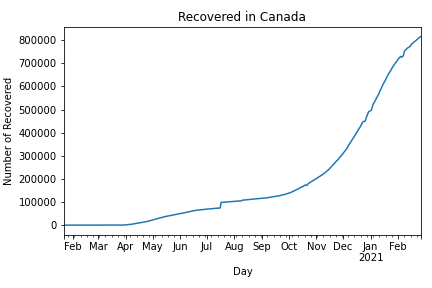 Recovered in Canada
Number of Recovered
800000
700000
600000
500000
400000
300000
200000
100000
0
Feb Mar Apr May Jun Jul Aug Sep Oct Nov Dec Jan Feb
2021
Day